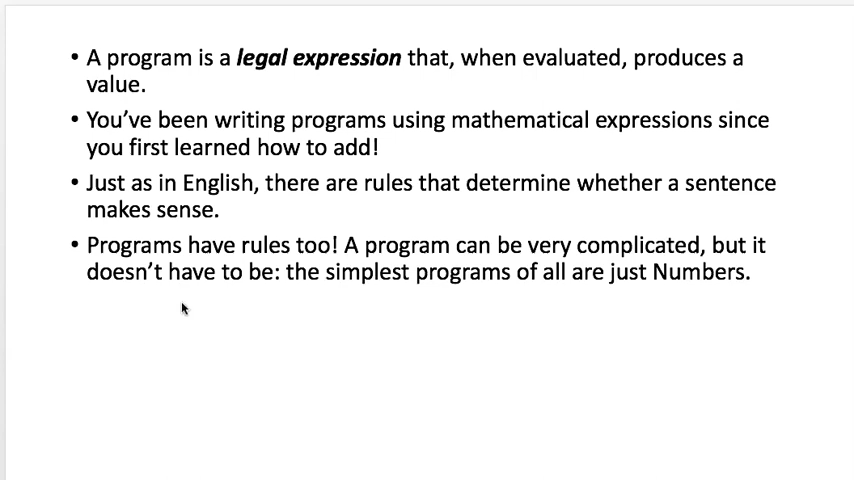 • A program is a legal expression that, when evaluated, produces a
value.
• You’ve been writing programs using mathematical expressions since
you first learned how to add!
• Just as in English, there are rules that determine whether a sentence
makes sense.
• Programs have rules too! A program can be very complicated, but it
doesn’t have to be: the simplest programs of all are just Numbers.